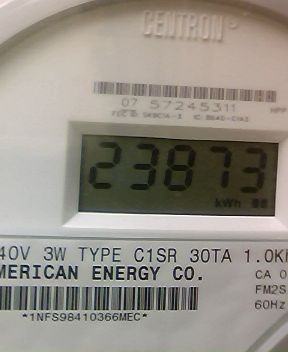 CENTRON®
07 57245311
23873
kWh
40V 3W TYPE C1SR 30TA 1.0K
MERICAN ENERGY CO.
CA 0
FM2S
60Hz
*1NFS98410366MEC*